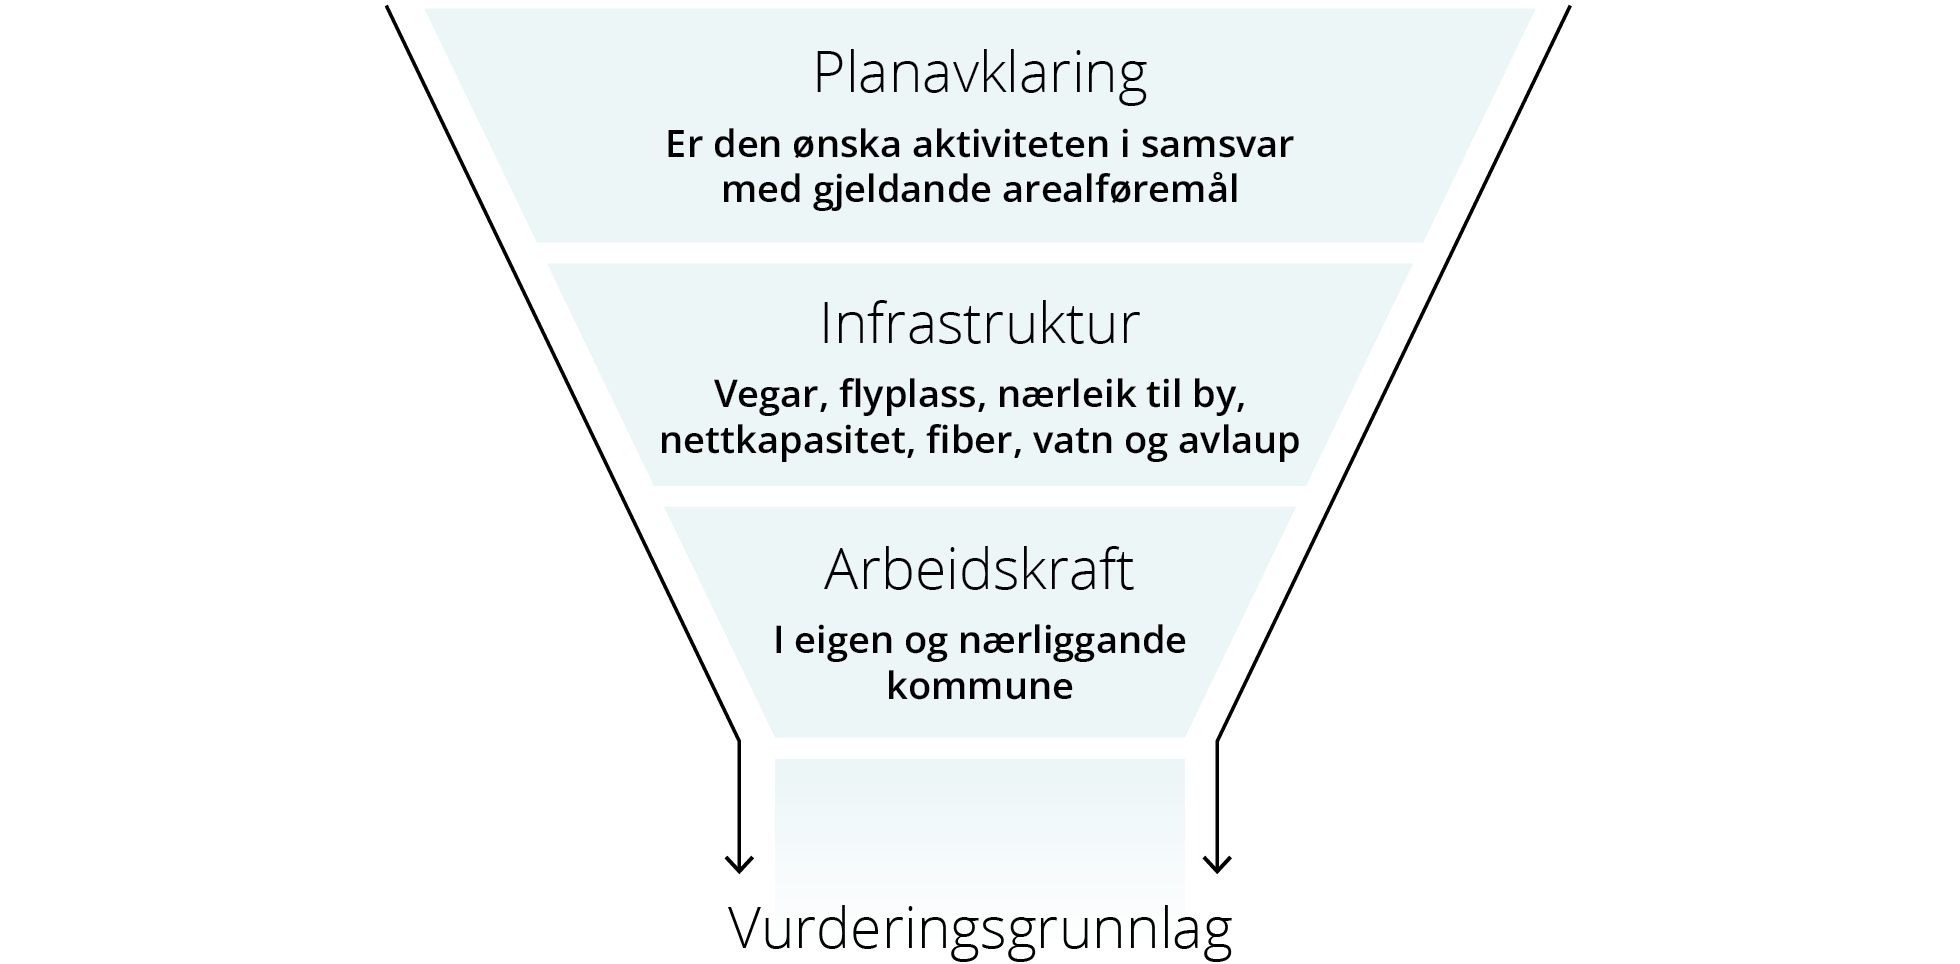 Planavklaring
Er den ønska aktiviteten i samsvar
med gjeldande arealføremål
Infrastruktur
Vegar, flyplass, nærleik til by,
nettkapasitet, fiber, vatn og avlaup
Arbeidskraft
I eigen og nærliggande
kommune
Vurderingsgrunnlag